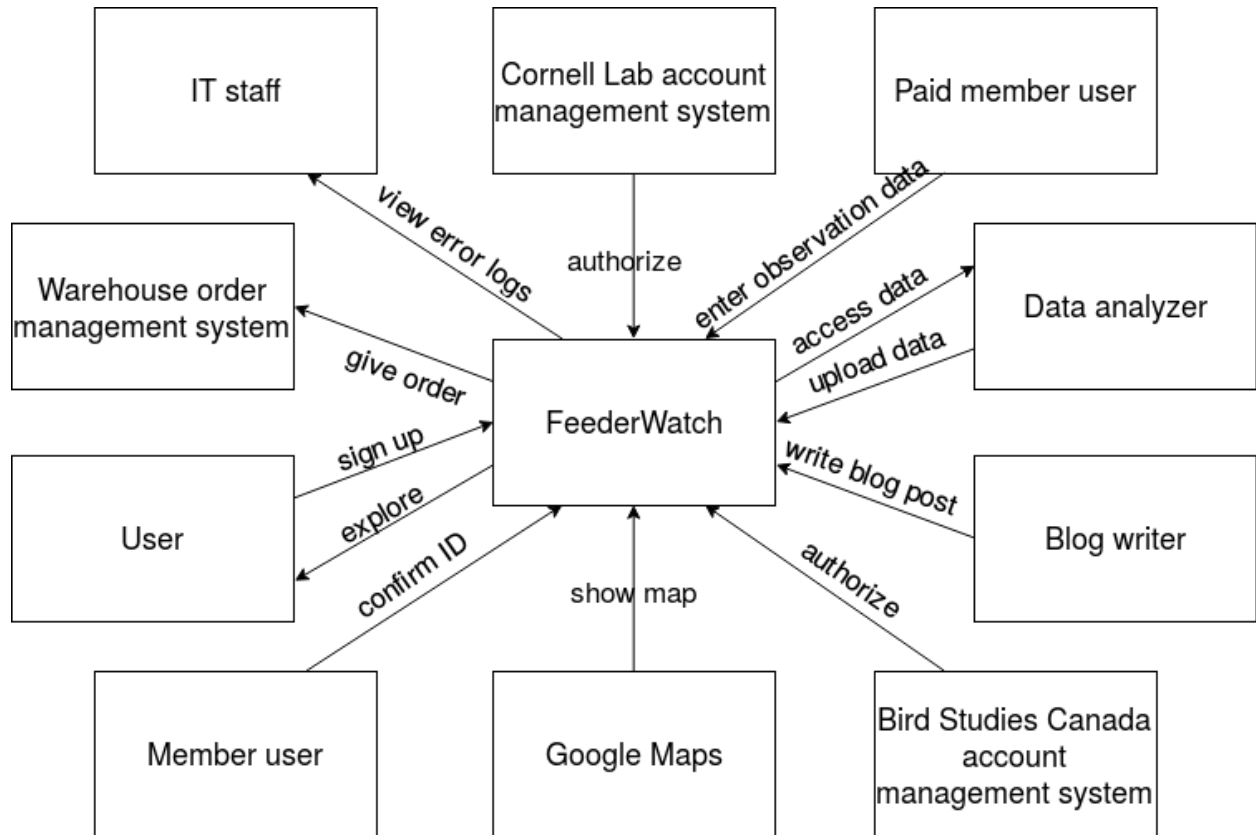 IT staff
Cornell Lab account
management system
Paid member user
view error logs
authorize
enter observation data
Warehouse order
management system
access data
Data analyzer
give order
upload data
FeederWatch
sign up
write blog post
User
explore
Blog writer
confirm ID
show map
authorize
Member user
Google Maps
Bird Studies Canada
account
management system